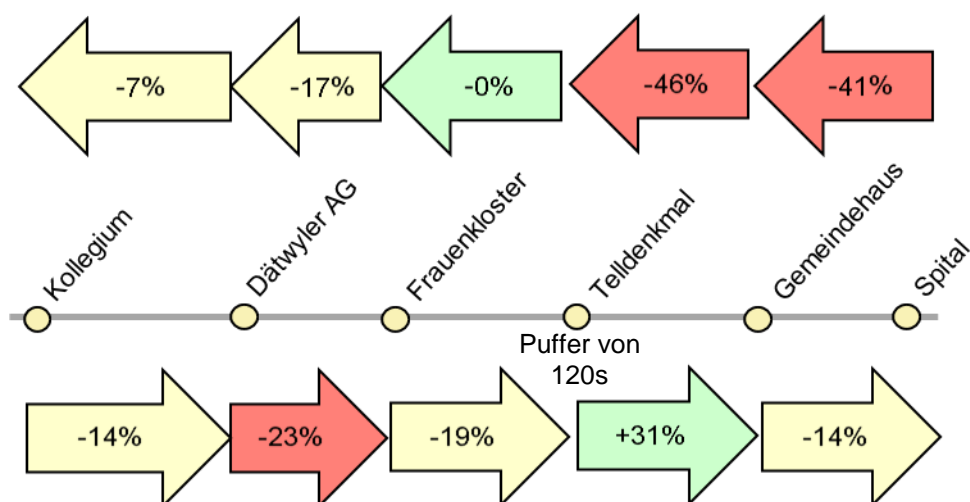 -7%
-17%
-0%
-46%
-41%
Kollegium
Dätwyler AG
Frauenkloster
Telldenkmal
Gemeindehaus
Spital
Puffer von
120s
-14%
-23%
-19%
+31%
-14%